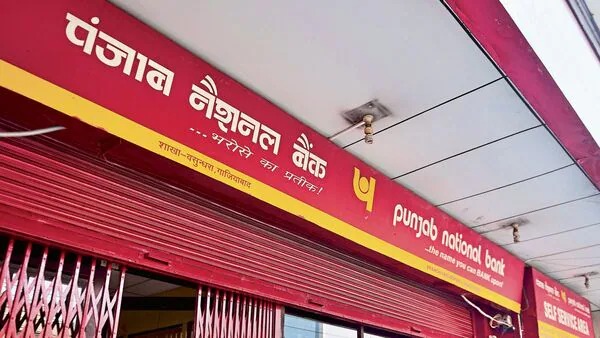 पंजाब नैशनल बैंक
...भरोसे का प्रतीक!
शाखा-वसुन्धरा, गाजियाबाद
punjab national bank
...the name you can BANK upon!
SELF SERVICE AREA